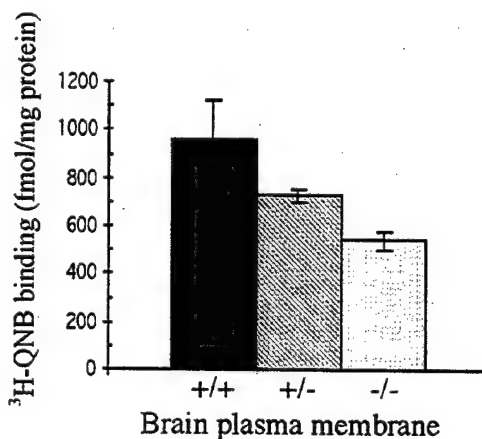 ³H-QNB binding (fmol/mg protein)
1200
1000
800
600
400
200
0
+/+ +/- -/-
Brain plasma membrane